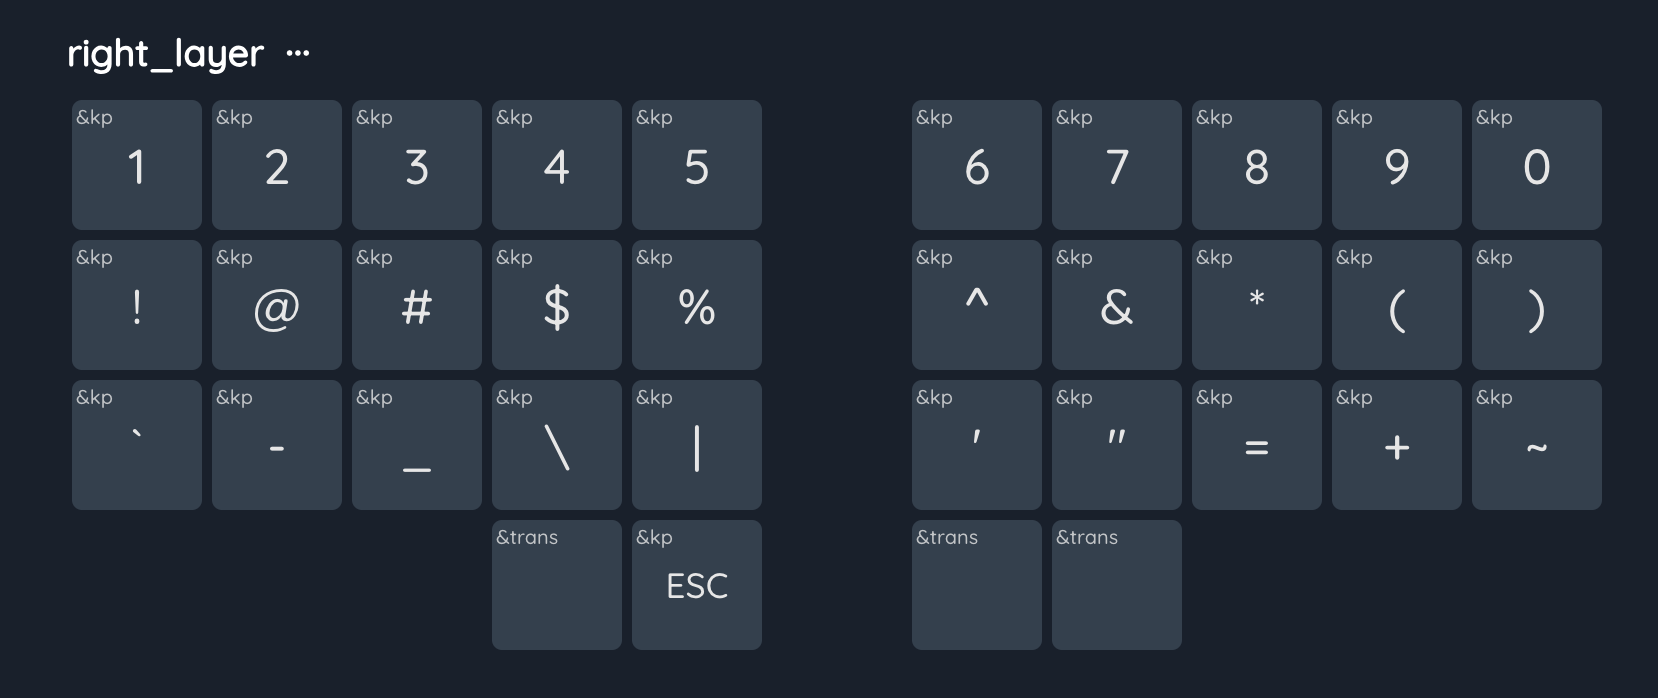 right_layer ···
&kp &kp &kp &kp &kp &kp &kp &kp &kp &kp
1 2 3 4 5 6 7 8 9 0
&kp &kp &kp &kp &kp &kp &kp &kp &kp &kp
! @ # $ % ^ & * ( )
&kp &kp &kp &kp &kp &kp &kp &kp &kp &kp
` - _ \ | ' " = + ~
&trans &kp &trans &trans
ESC